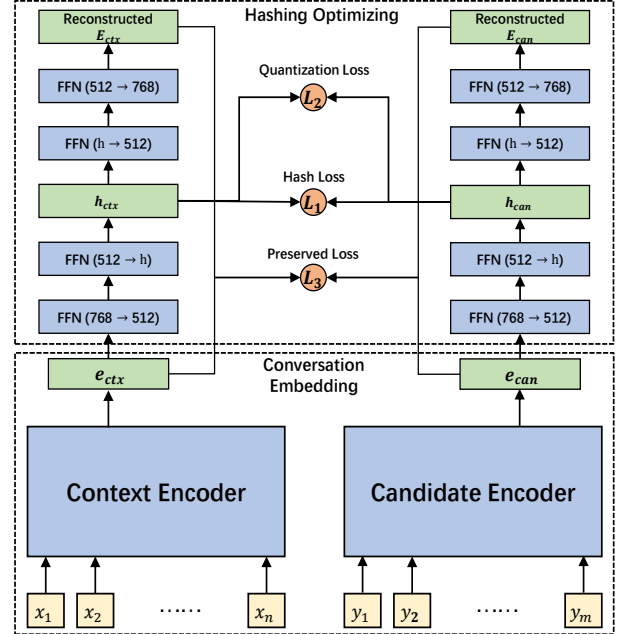 Hashing Optimizing
Reconstructed
E_ctx
Reconstructed
E_can
FFN (512 → 768)
Quantization Loss
FFN (512 → 768)
L_2
FFN (h → 512)
FFN (h → 512)
Hash Loss
h_ctx
L_1
h_can
FFN (512 → h)
Preserved Loss
FFN (512 → h)
L_3
FFN (768 → 512)
FFN (768 → 512)
Conversation
Embedding
e_ctx
e_can
Context Encoder
Candidate Encoder
x_1 x_2 ······ x_n
y_1 y_2 ······ y_m